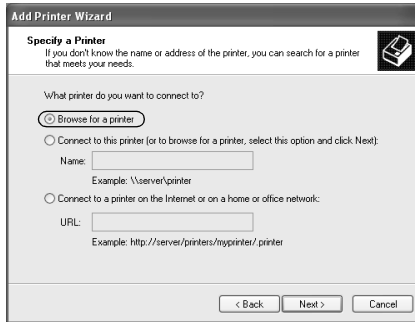 Add Printer Wizard
Specify a Printer
If you don't know the name or address of the printer, you can search for a printer
that meets your needs.
What printer do you want to connect to?
Browse for a printer
Connect to this printer (or to browse for a printer, select this option and click Next):
Name:
Example: \\server\printer
Connect to a printer on the Internet or on a home or office network:
URL:
Example: http://server/printers/myprinter/.printer
< Back Next > Cancel